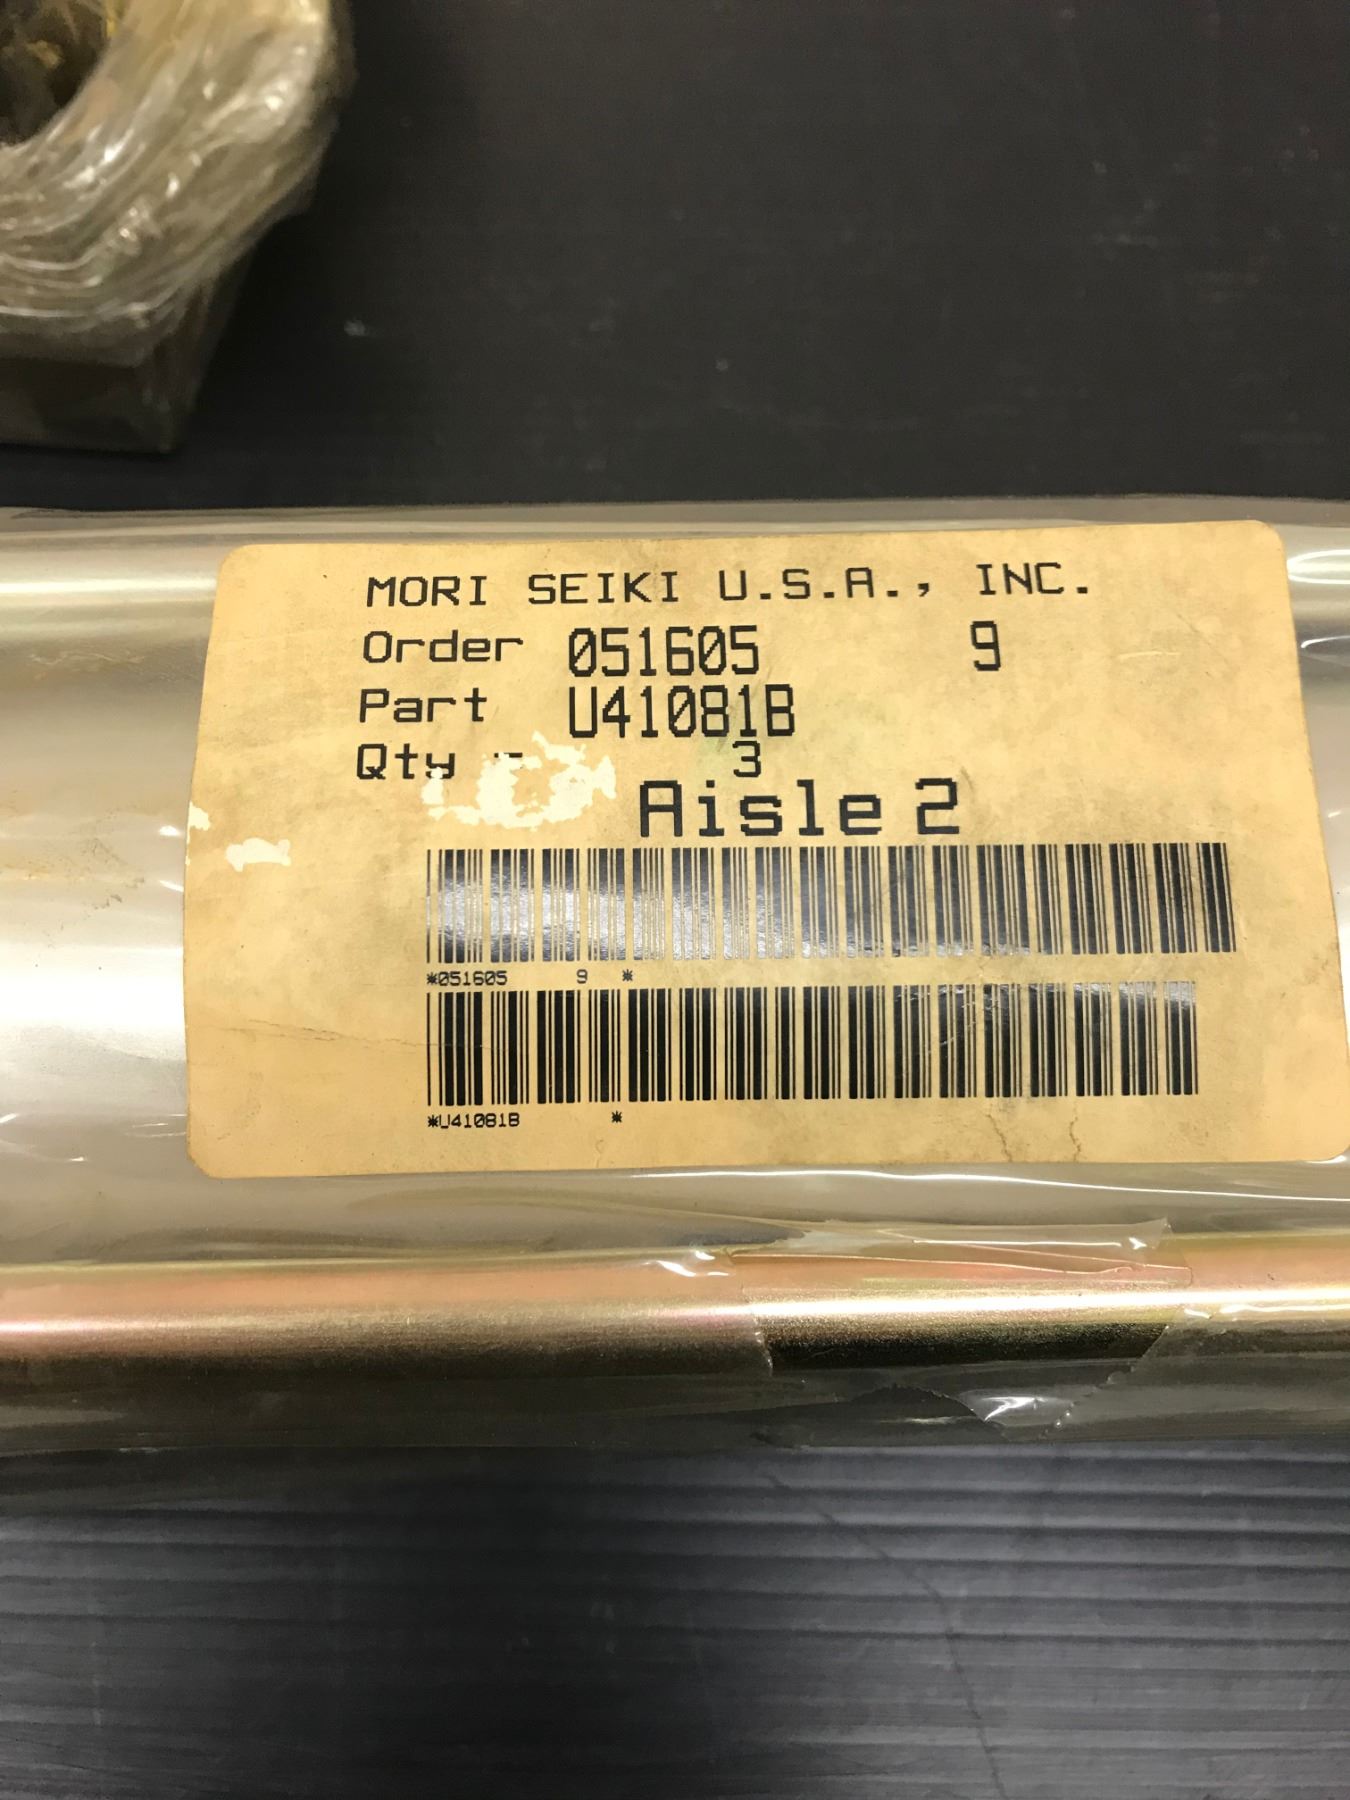 MORI SEIKI U.S.A., INC.
Order 051605 9
Part U41081B
Qty - 3
Aisle 2
*051605 9 *
*U41081B *